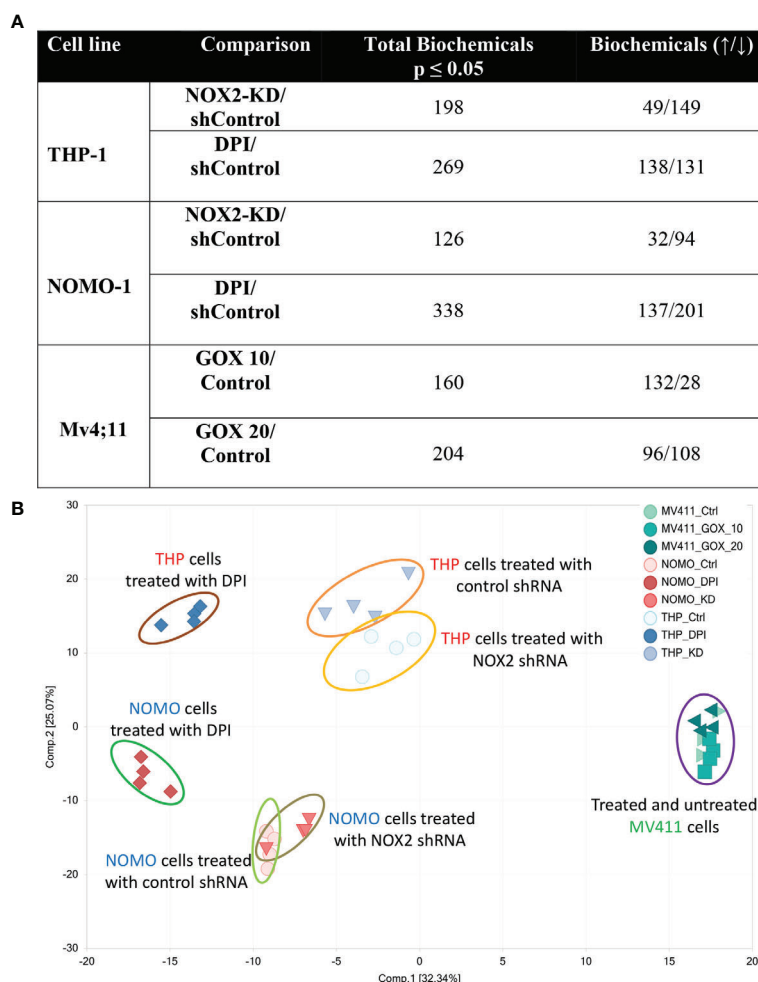 A
Cell line Comparison Total Biochemicals Biochemicals (↑/↓)
p ≤ 0.05
THP-1
NOX2-KD/
shControl
198 49/149
DPI/
shControl
269 138/131
NOMO-1
NOX2-KD/
shControl
126 32/94
DPI/
shControl
338 137/201
Mv4;11
GOX 10/
Control
160 132/28
GOX 20/
Control
204 96/108
B
30
20
10
0
-10
-20
-30
Comp.2 [25.07%]
THP cells
treated with DPI
THP cells treated with
control shRNA
THP cells treated with
NOX2 shRNA
NOMO cells
treated with DPI
NOMO cells treated
with NOX2 shRNA
NOMO cells treated
with control shRNA
Treated and untreated
MV411 cells
MV411_Ctrl
MV411_GOX_10
MV411_GOX_20
NOMO_Ctrl
NOMO_DPI
NOMO_KD
THP_Ctrl
THP_DPI
THP_KD
-20 -15 -10 -5 0 5 10 15 20
Comp.1 [32.34%]